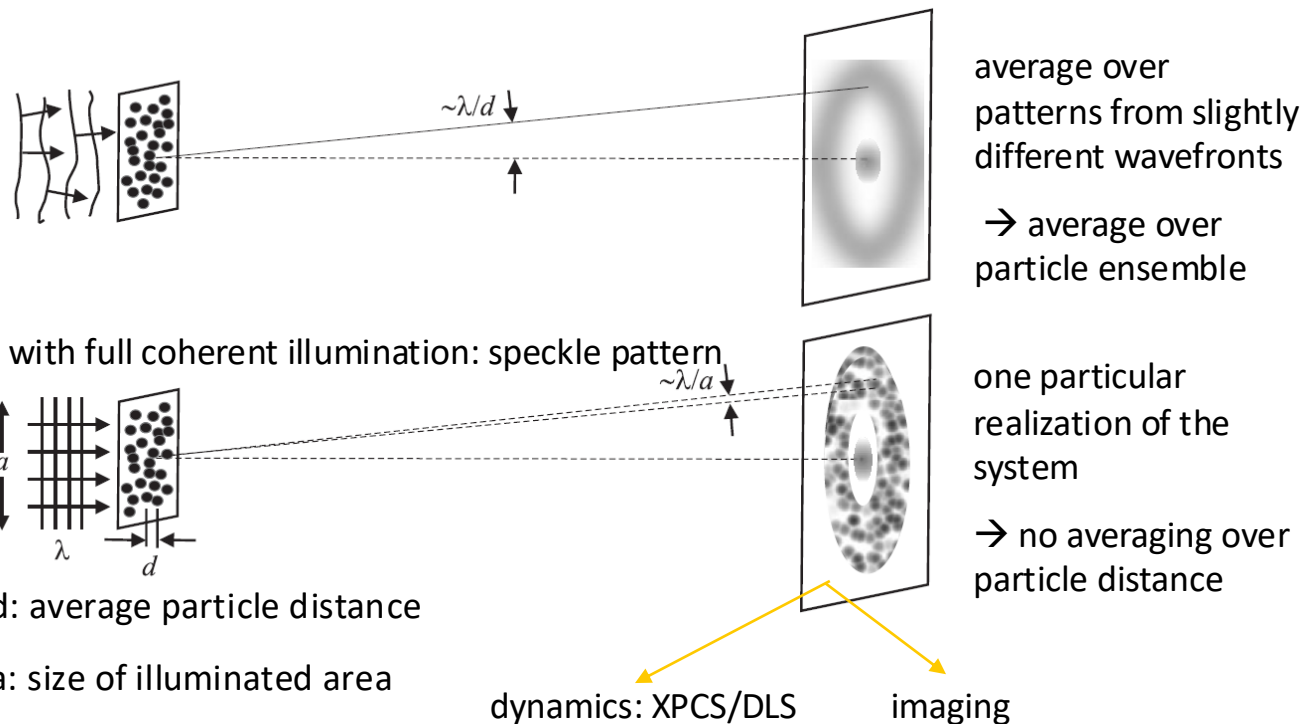 average over
patterns from slightly
different wavefronts
→ average over
particle ensemble
~λ/d
with full coherent illumination: speckle pattern
~λ/a
one particular
realization of the
system
→ no averaging over
particle distance
a
λ
d
d: average particle distance
a: size of illuminated area
dynamics: XPCS/DLS
imaging